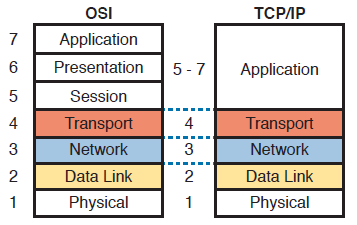 OSI TCP/IP
7 Application
6 Presentation 5 - 7 Application
5 Session
4 Transport 4 Transport
3 Network 3 Network
2 Data Link 2 Data Link
1 Physical 1 Physical